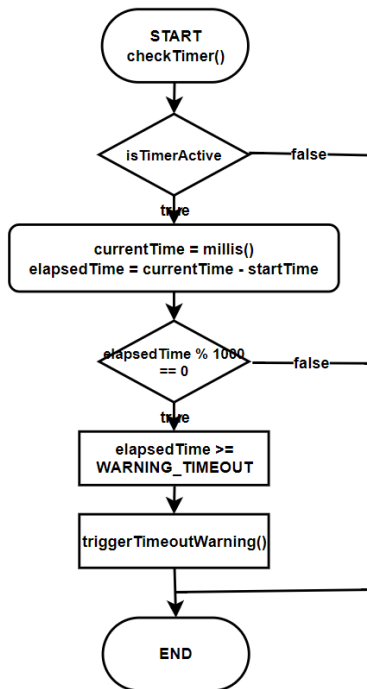 START
checkTimer()
isTimerActive
false
true
currentTime = millis()
elapsedTime = currentTime - startTime
elapsedTime % 1000
== 0
false
true
elapsedTime >=
WARNING_TIMEOUT
triggerTimeoutWarning()
END